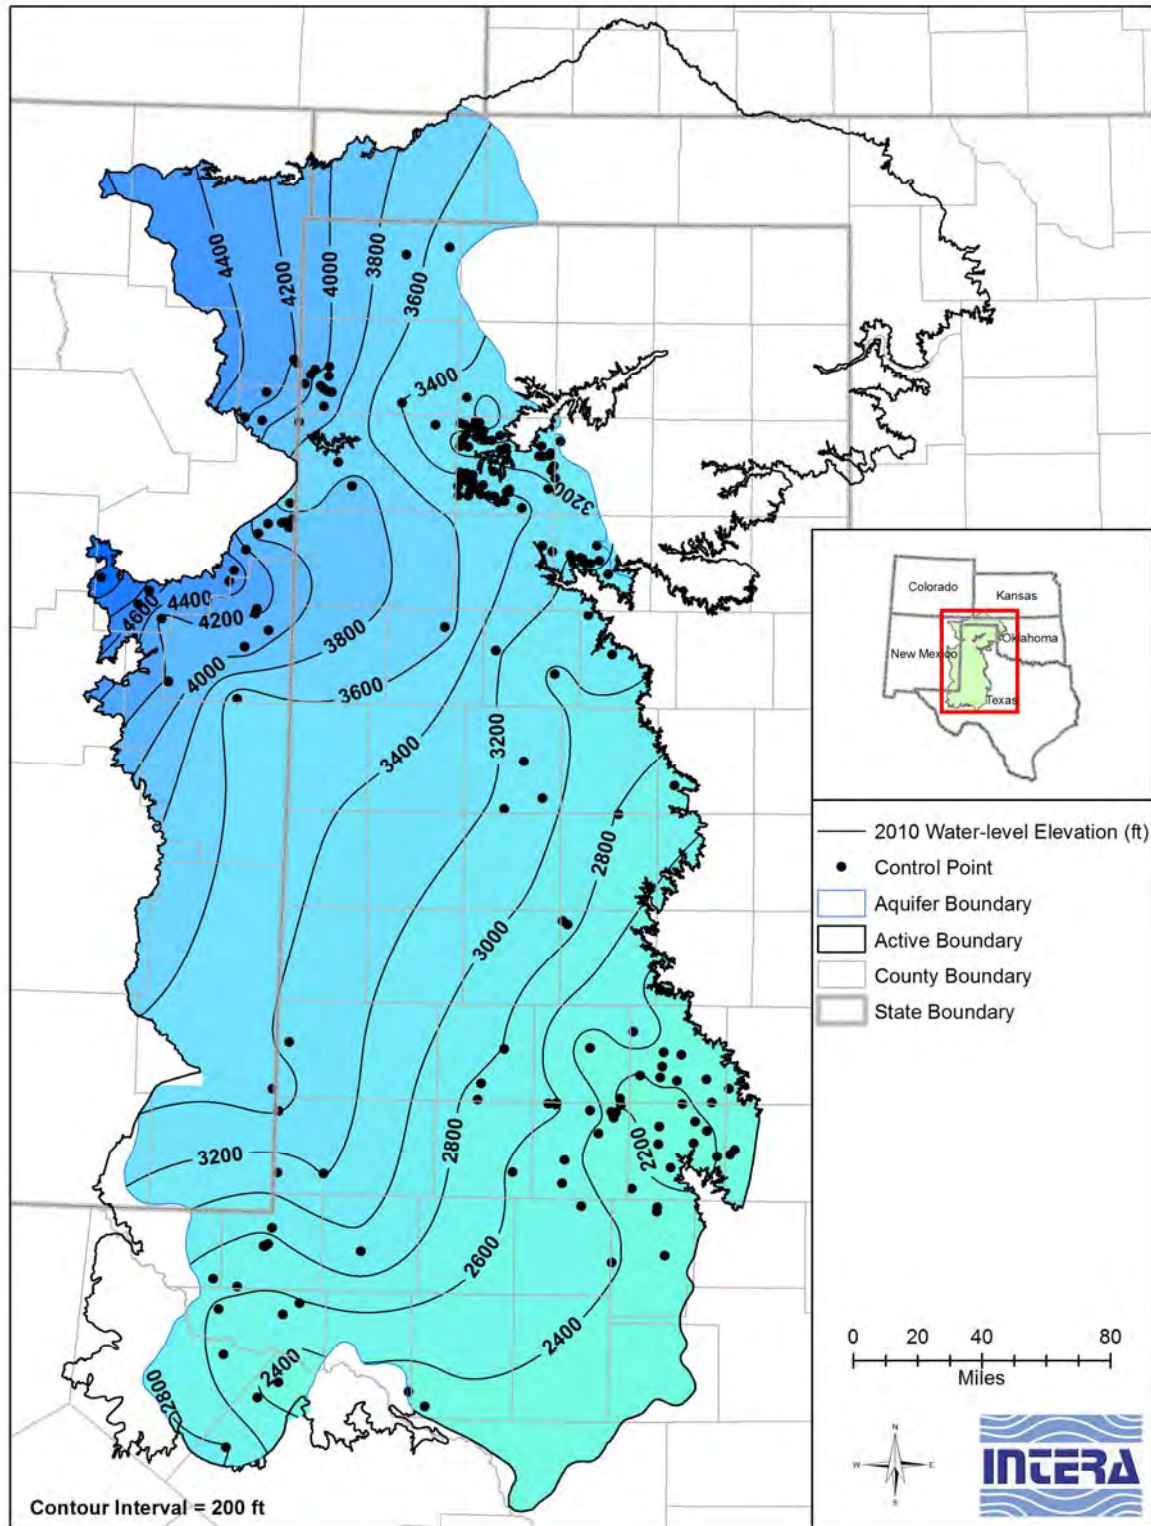 4400
4200
4000
3800
3600
3400
3200
4600
4400
4200
4000
3800
3600
3400
3200
3000
2800
2800
3200
2200
2600
2400
2400
2800
Contour Interval = 200 ft
Colorado
Kansas
New Mexico
Oklahoma
Texas
2010 Water-level Elevation (ft)
Control Point
Aquifer Boundary
Active Boundary
County Boundary
State Boundary
0 20 40 80
Miles
N
W E
S
INTERA